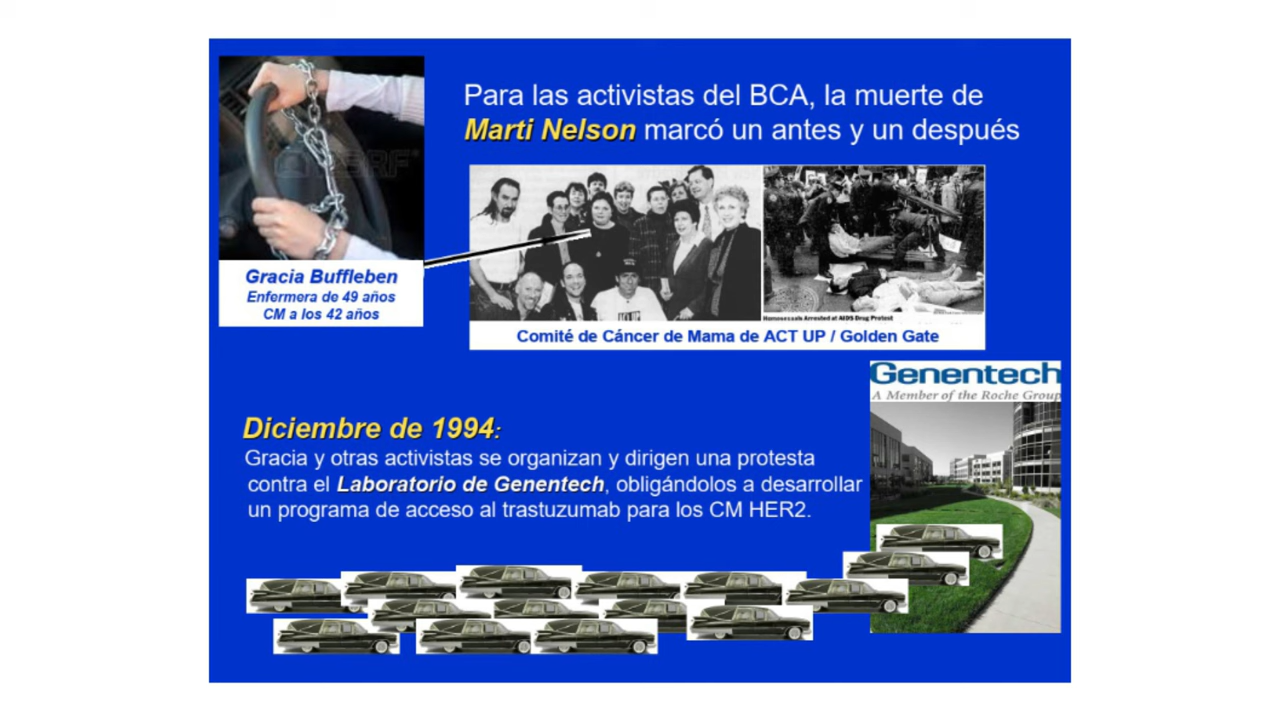 Para las activistas del BCA, la muerte de
Marti Nelson marcó un antes y un después
Gracia Buffleben
Enfermera de 49 años
CM a los 42 años
Homosexuals Arrested at AIDS Drug Protest
Comité de Cáncer de Mama de ACT UP / Golden Gate
Genentech
A Member of the Roche Group
Diciembre de 1994:
Gracia y otras activistas se organizan y dirigen una protesta
contra el Laboratorio de Genentech, obligándolos a desarrollar
un programa de acceso al trastuzumab para los CM HER2.